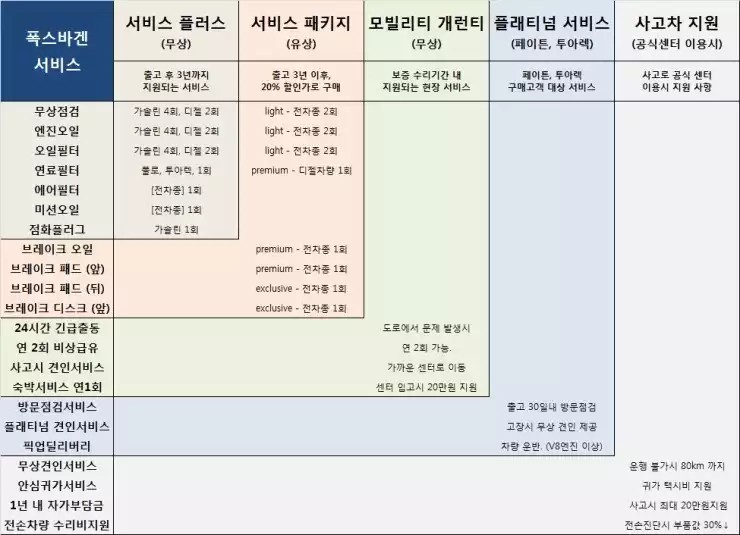 폭스바겐
서비스
서비스 플러스
(무상)
서비스 패키지
(유상)
모빌리티 개런티
(무상)
플래티넘 서비스
(페이튼, 투아렉)
사고차 지원
(공식센터 이용시)
출고 후 3년까지
지원되는 서비스
출고 3년 이후,
20% 할인가로 구매
보증 수리기간 내
지원되는 현장 서비스
페이튼, 투아렉
구매고객 대상 서비스
사고로 공식 센터
이용시 지원 사항
무상점검 가솔린 4회, 디젤 2회 light - 전차종 2회
엔진오일 가솔린 4회, 디젤 2회 light - 전차종 2회
오일필터 가솔린 4회, 디젤 2회 light - 전차종 2회
연료필터 폴로, 투아렉, 1회 premium - 디젤차량 1회
에어필터 [전차종] 1회
미션오일 [전차종] 1회
점화플러그 가솔린 1회
브레이크 오일 premium - 전차종 1회
브레이크 패드 (앞) premium - 전차종 1회
브레이크 패드 (뒤) exclusive - 전차종 1회
브레이크 디스크 (앞) exclusive - 전차종 1회
24시간 긴급출동 도로에서 문제 발생시
연 2회 비상급유 연 2회 가능.
사고시 견인서비스 가까운 센터로 이동
숙박서비스 연1회 센터 입고시 20만원 지원
방문점검서비스 출고 30일내 방문점검
플래티넘 견인서비스 고장시 무상 견인 제공
픽업딜리버리 차량 운반. (V8엔진 이상)
무상견인서비스 운행 불가시 80km 까지
안심귀가서비스 귀가 택시비 지원
1년 내 자가부담금 사고시 최대 20만원지원
전손차량 수리비지원 전손진단시 부품값 30%↓